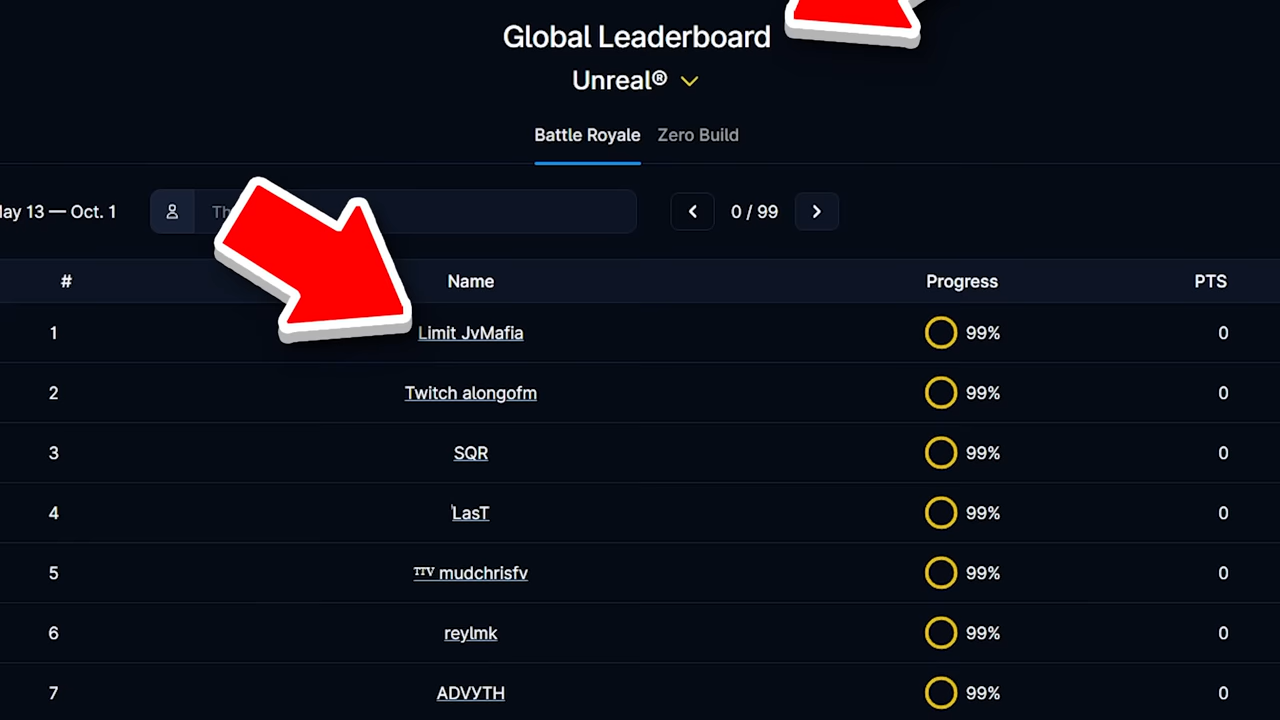 Global Leaderboard
Unreal®
Battle Royale Zero Build
May 13 — Oct. 1
0 / 99
# Name Progress PTS
1 Limit JvMafia 99% 0
2 Twitch alongofm 99% 0
3 SQR 99% 0
4 'LasT 99% 0
5 ᵀᵀⱽ mudchrisfv 99% 0
6 reylmk 99% 0
7 ADVУTH 99% 0